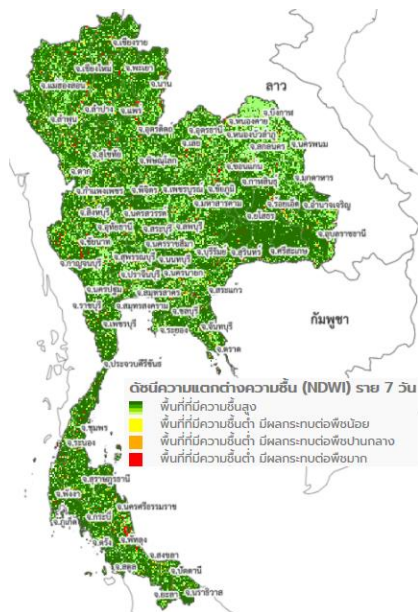 จ.เชียงราย
จ.เชียงใหม่
จ.พะเยา
จ.แม่ฮ่องสอน
จ.น่าน
จ.ลำปาง
จ.แพร่
จ.ลำพูน
จ.อุตรดิตถ์
ลาว
จ.บึงกาฬ
จ.หนองคาย
จ.อุดรธานี
จ.หนองบัวลำภู
จ.เลย
จ.สกลนคร
จ.นครพนม
จ.สุโขทัย
จ.พิษณุโลก
จ.ขอนแก่น
จ.ตาก
จ.กาฬสินธุ์
จ.มุกดาหาร
จ.กำแพงเพชร
จ.พิจิตร
จ.เพชรบูรณ์
จ.ชัยภูมิ
จ.มหาสารคาม
จ.ร้อยเอ็ด
จ.อำนาจเจริญ
จ.สิงห์บุรี
จ.นครสวรรค์
จ.ยโสธร
จ.อุทัยธานี
จ.สระบุรี
จ.ลพบุรี
จ.อุบลราชธานี
จ.ชัยนาท
จ.นครราชสีมา
จ.บุรีรัมย์
จ.สุรินทร์
จ.ศรีสะเกษ
จ.กาญจนบุรี
จ.สุพรรณบุรี
จ.นนทบุรี
จ.ปราจีนบุรี
จ.นครนายก
จ.นครปฐม
จ.สมุทรสาคร
จ.สระแก้ว
จ.ราชบุรี
จ.สมุทรสงคราม
จ.ชลบุรี
กัมพูชา
จ.เพชรบุรี
จ.ระยอง
จ.จันทบุรี
จ.ตราด
จ.ประจวบคีรีขันธ์
ดัชนีความแตกต่างความชื้น (NDWI) ราย 7 วัน
พื้นที่ที่มีความชื้นสูง
พื้นที่ที่มีความชื้นต่ำ มีผลกระทบต่อพืชน้อย
พื้นที่ที่มีความชื้นต่ำ มีผลกระทบต่อพืชปานกลาง
พื้นที่ที่มีความชื้นต่ำ มีผลกระทบต่อพืชมาก
จ.ชุมพร
จ.ระนอง
จ.สุราษฎร์ธานี
จ.พังงา
จ.นครศรีธรรมราช
จ.กระบี่
จ.ภูเก็ต
จ.ตรัง
จ.พัทลุง
จ.สงขลา
จ.สตูล
จ.ปัตตานี
จ.ยะลา
จ.นราธิวาส